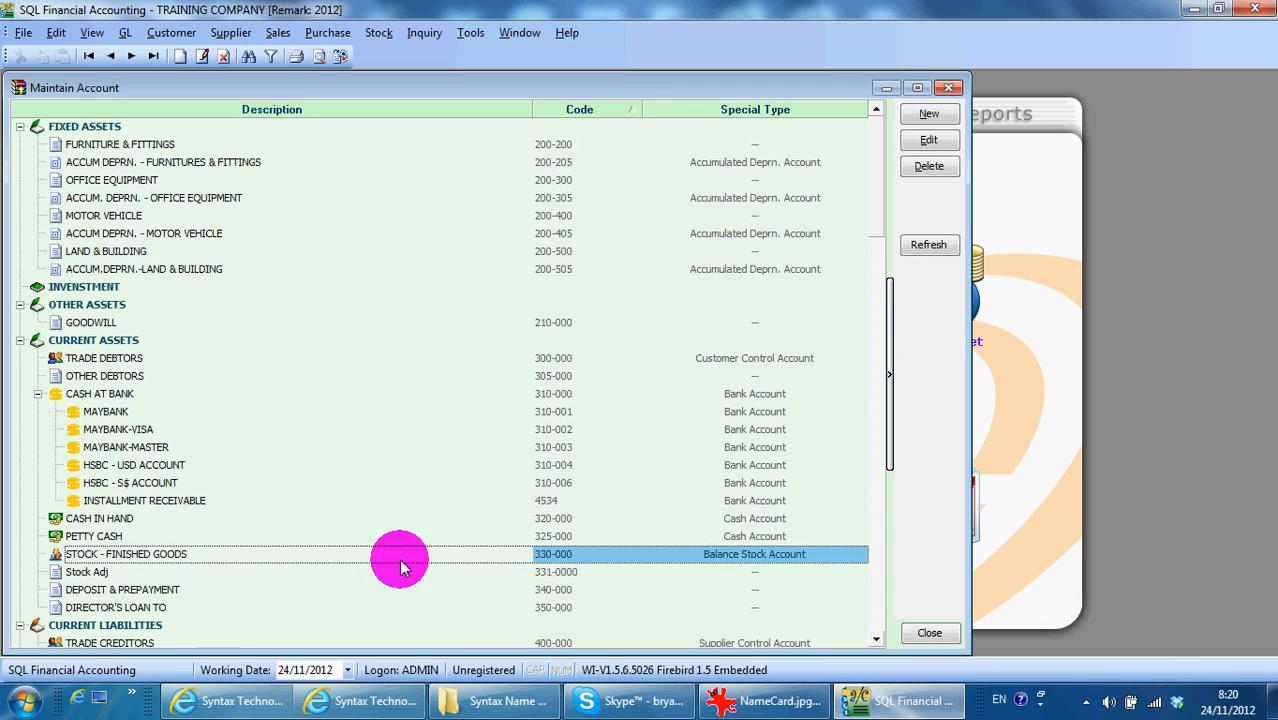 SQL Financial Accounting - TRAINING COMPANY [Remark: 2012]
File Edit View GL Customer Supplier Sales Purchase Stock Inquiry Tools Window Help
Maintain Account
Description Code Special Type
FIXED ASSETS
FURNITURE & FITTINGS 200-200 —
ACCUM DEPRN. - FURNITURES & FITTINGS 200-205 Accumulated Deprn. Account
OFFICE EQUIPMENT 200-300 —
ACCUM. DEPRN. - OFFICE EQUIPMENT 200-305 Accumulated Deprn. Account
MOTOR VEHICLE 200-400 —
ACCUM DEPRN. - MOTOR VEHICLE 200-405 Accumulated Deprn. Account
LAND & BUILDING 200-500 —
ACCUM.DEPRN.-LAND & BUILDING 200-505 Accumulated Deprn. Account
INVENSTMENT
OTHER ASSETS
GOODWILL 210-000 —
CURRENT ASSETS
TRADE DEBTORS 300-000 Customer Control Account
OTHER DEBTORS 305-000 —
CASH AT BANK 310-000 Bank Account
MAYBANK 310-001 Bank Account
MAYBANK-VISA 310-002 Bank Account
MAYBANK-MASTER 310-003 Bank Account
HSBC - USD ACCOUNT 310-004 Bank Account
HSBC - S$ ACCOUNT 310-006 Bank Account
INSTALLMENT RECEIVABLE 4534 Bank Account
CASH IN HAND 320-000 Cash Account
PETTY CASH 325-000 Cash Account
STOCK - FINISHED GOODS 330-000 Balance Stock Account
Stock Adj 331-0000 —
DEPOSIT & PREPAYMENT 340-000 —
DIRECTOR'S LOAN TO 350-000 —
CURRENT LIABILITIES
TRADE CREDITORS 400-000 Supplier Control Account
New
Edit
Delete
Refresh
Close
eports
et
SQL Financial Accounting Working Date: 24/11/2012 Logon: ADMIN Unregistered CAP NUM WI-V1.5.6.5026 Firebird 1.5 Embedded
Syntax Techno... Syntax Techno... Syntax Name ... Skype™ - brya... NameCard.jpg... SQL Financial ... EN 8:20
24/11/2012